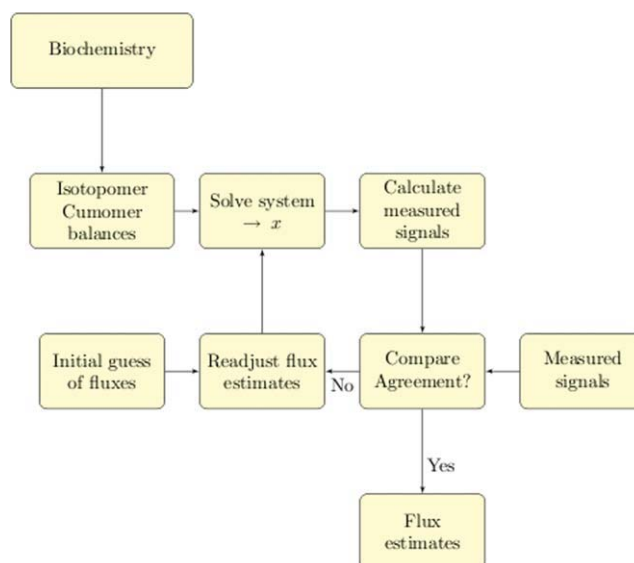 Biochemistry
Isotopomer
Cumomer
balances
Solve system
→ x
Calculate
measured
signals
Initial guess
of fluxes
Readjust flux
estimates
No
Compare
Agreement?
Measured
signals
Yes
Flux
estimates